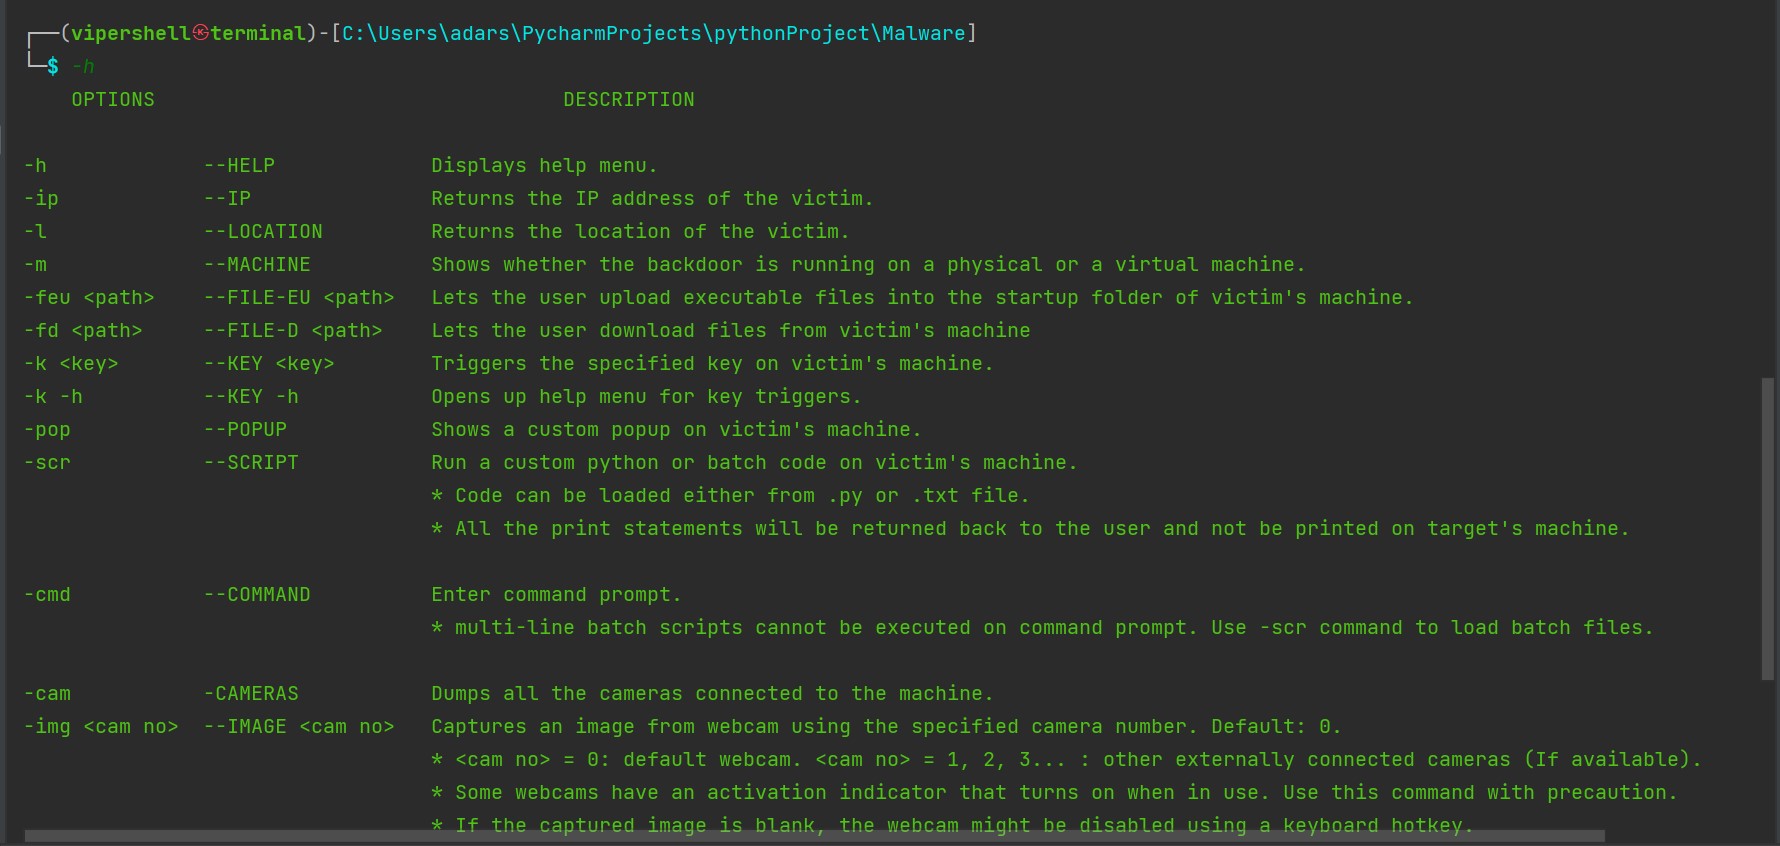 ┌──(vipershell㉿terminal)-[C:\Users\adars\PycharmProjects\pythonProject\Malware]
└─$ -h
OPTIONS DESCRIPTION
-h --HELP Displays help menu.
-ip --IP Returns the IP address of the victim.
-l --LOCATION Returns the location of the victim.
-m --MACHINE Shows whether the backdoor is running on a physical or a virtual machine.
-feu <path> --FILE-EU <path> Lets the user upload executable files into the startup folder of victim's machine.
-fd <path> --FILE-D <path> Lets the user download files from victim's machine
-k <key> --KEY <key> Triggers the specified key on victim's machine.
-k -h --KEY -h Opens up help menu for key triggers.
-pop --POPUP Shows a custom popup on victim's machine.
-scr --SCRIPT Run a custom python or batch code on victim's machine.
* Code can be loaded either from .py or .txt file.
* All the print statements will be returned back to the user and not be printed on target's machine.
-cmd --COMMAND Enter command prompt.
* multi-line batch scripts cannot be executed on command prompt. Use -scr command to load batch files.
-cam -CAMERAS Dumps all the cameras connected to the machine.
-img <cam no> --IMAGE <cam no> Captures an image from webcam using the specified camera number. Default: 0.
* <cam no> = 0: default webcam. <cam no> = 1, 2, 3... : other externally connected cameras (If available).
* Some webcams have an activation indicator that turns on when in use. Use this command with precaution.
* If the captured image is blank, the webcam might be disabled using a keyboard hotkey.